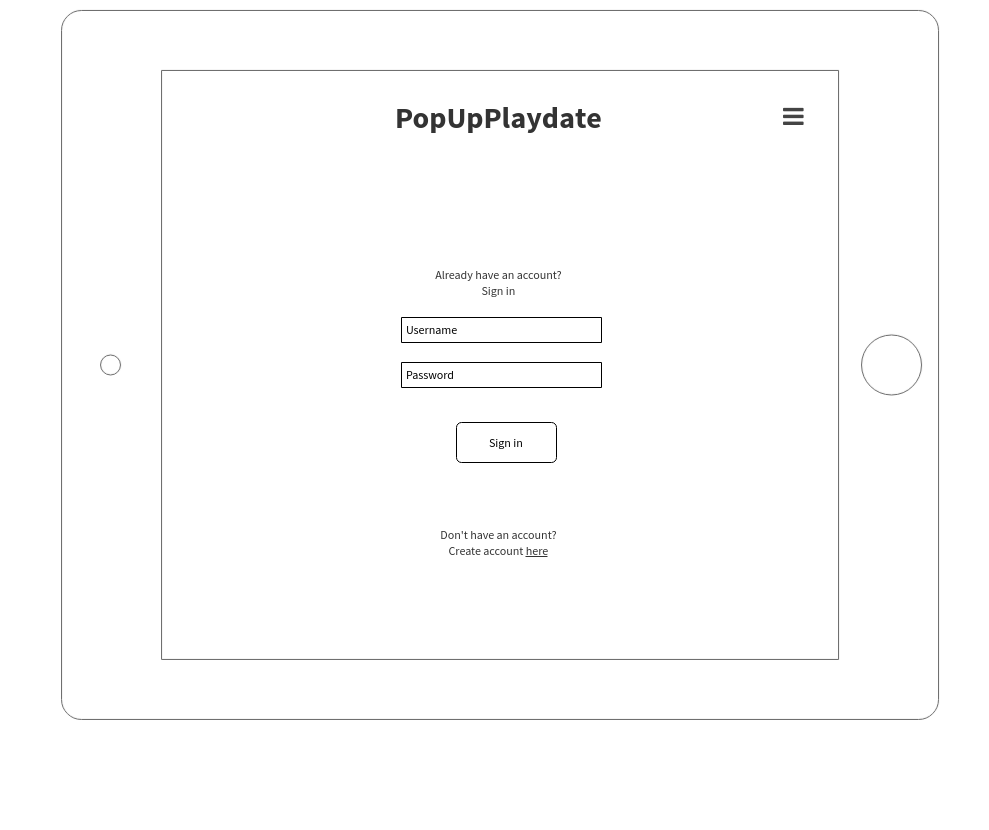 PopUpPlaydate
Already have an account?
Sign in
Username
Password
Sign in
Don't have an account?
Create account here